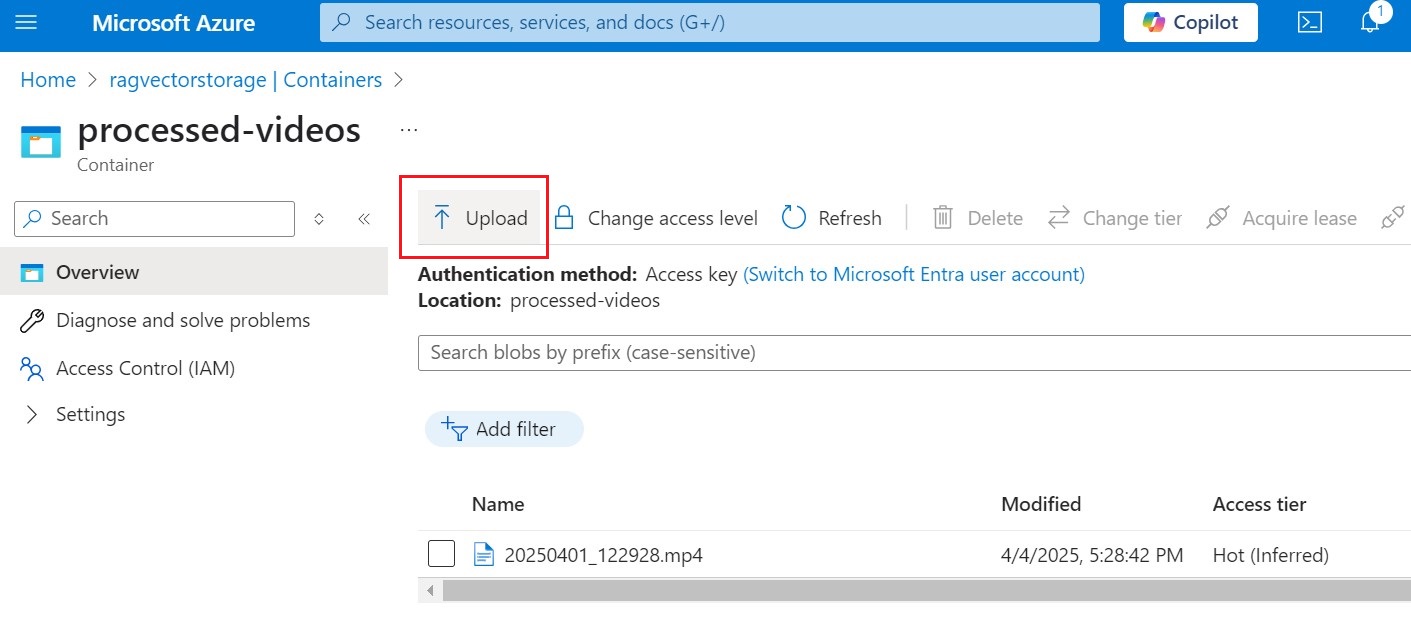 Microsoft Azure
Search resources, services, and docs (G+/)
Copilot
1
Home > ragvectorstorage | Containers >
processed-videos ...
Container
Search
Upload
Change access level
Refresh
Delete
Change tier
Acquire lease
Overview
Diagnose and solve problems
Access Control (IAM)
Settings
Authentication method: Access key (Switch to Microsoft Entra user account)
Location: processed-videos
Search blobs by prefix (case-sensitive)
Add filter
Name Modified Access tier
20250401_122928.mp4 4/4/2025, 5:28:42 PM Hot (Inferred)